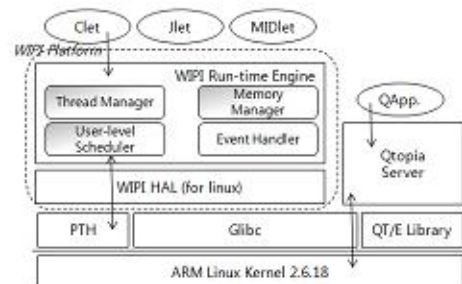 Clet Jlet MIDlet
WIPI Platform
WIPI Run-time Engine
Thread Manager
Memory
Manager
QApp.
User-level
Scheduler
Event Handler
Qtopia
Server
WIPI HAL (for linux)
PTH Glibc QT/E Library
ARM Linux Kernel 2.6.18